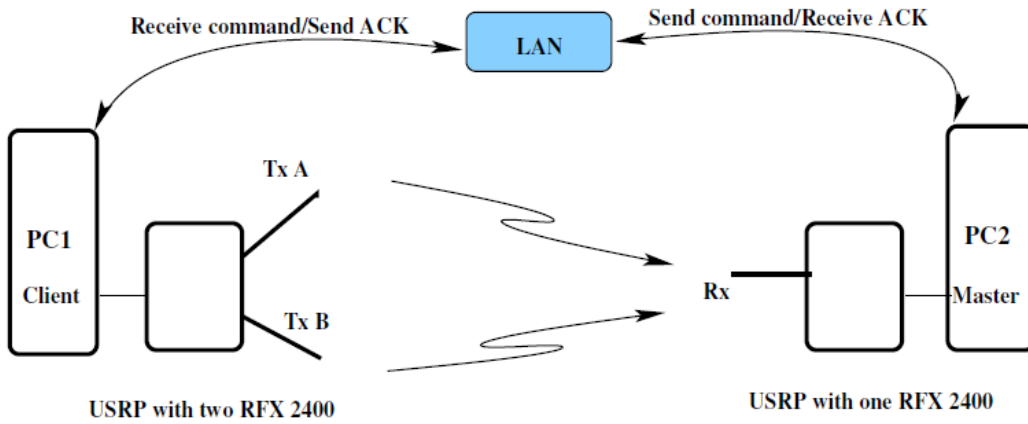 Receive command/Send ACK
LAN
Send command/Receive ACK
Tx A
PC1
Client
Tx B
Rx
PC2
Master
USRP with two RFX 2400
USRP with one RFX 2400